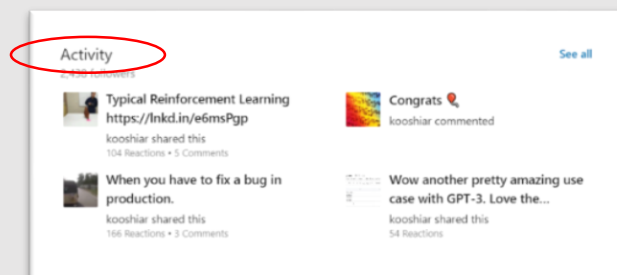 Activity
See all
2,430 followers
Typical Reinforcement Learning
https://lnkd.in/e6msPgp
kooshiar shared this
104 Reactions • 5 Comments
Congrats 🎈
kooshiar commented
When you have to fix a bug in
production.
kooshiar shared this
166 Reactions • 3 Comments
Wow another pretty amazing use
case with GPT-3. Love the...
kooshiar shared this
54 Reactions